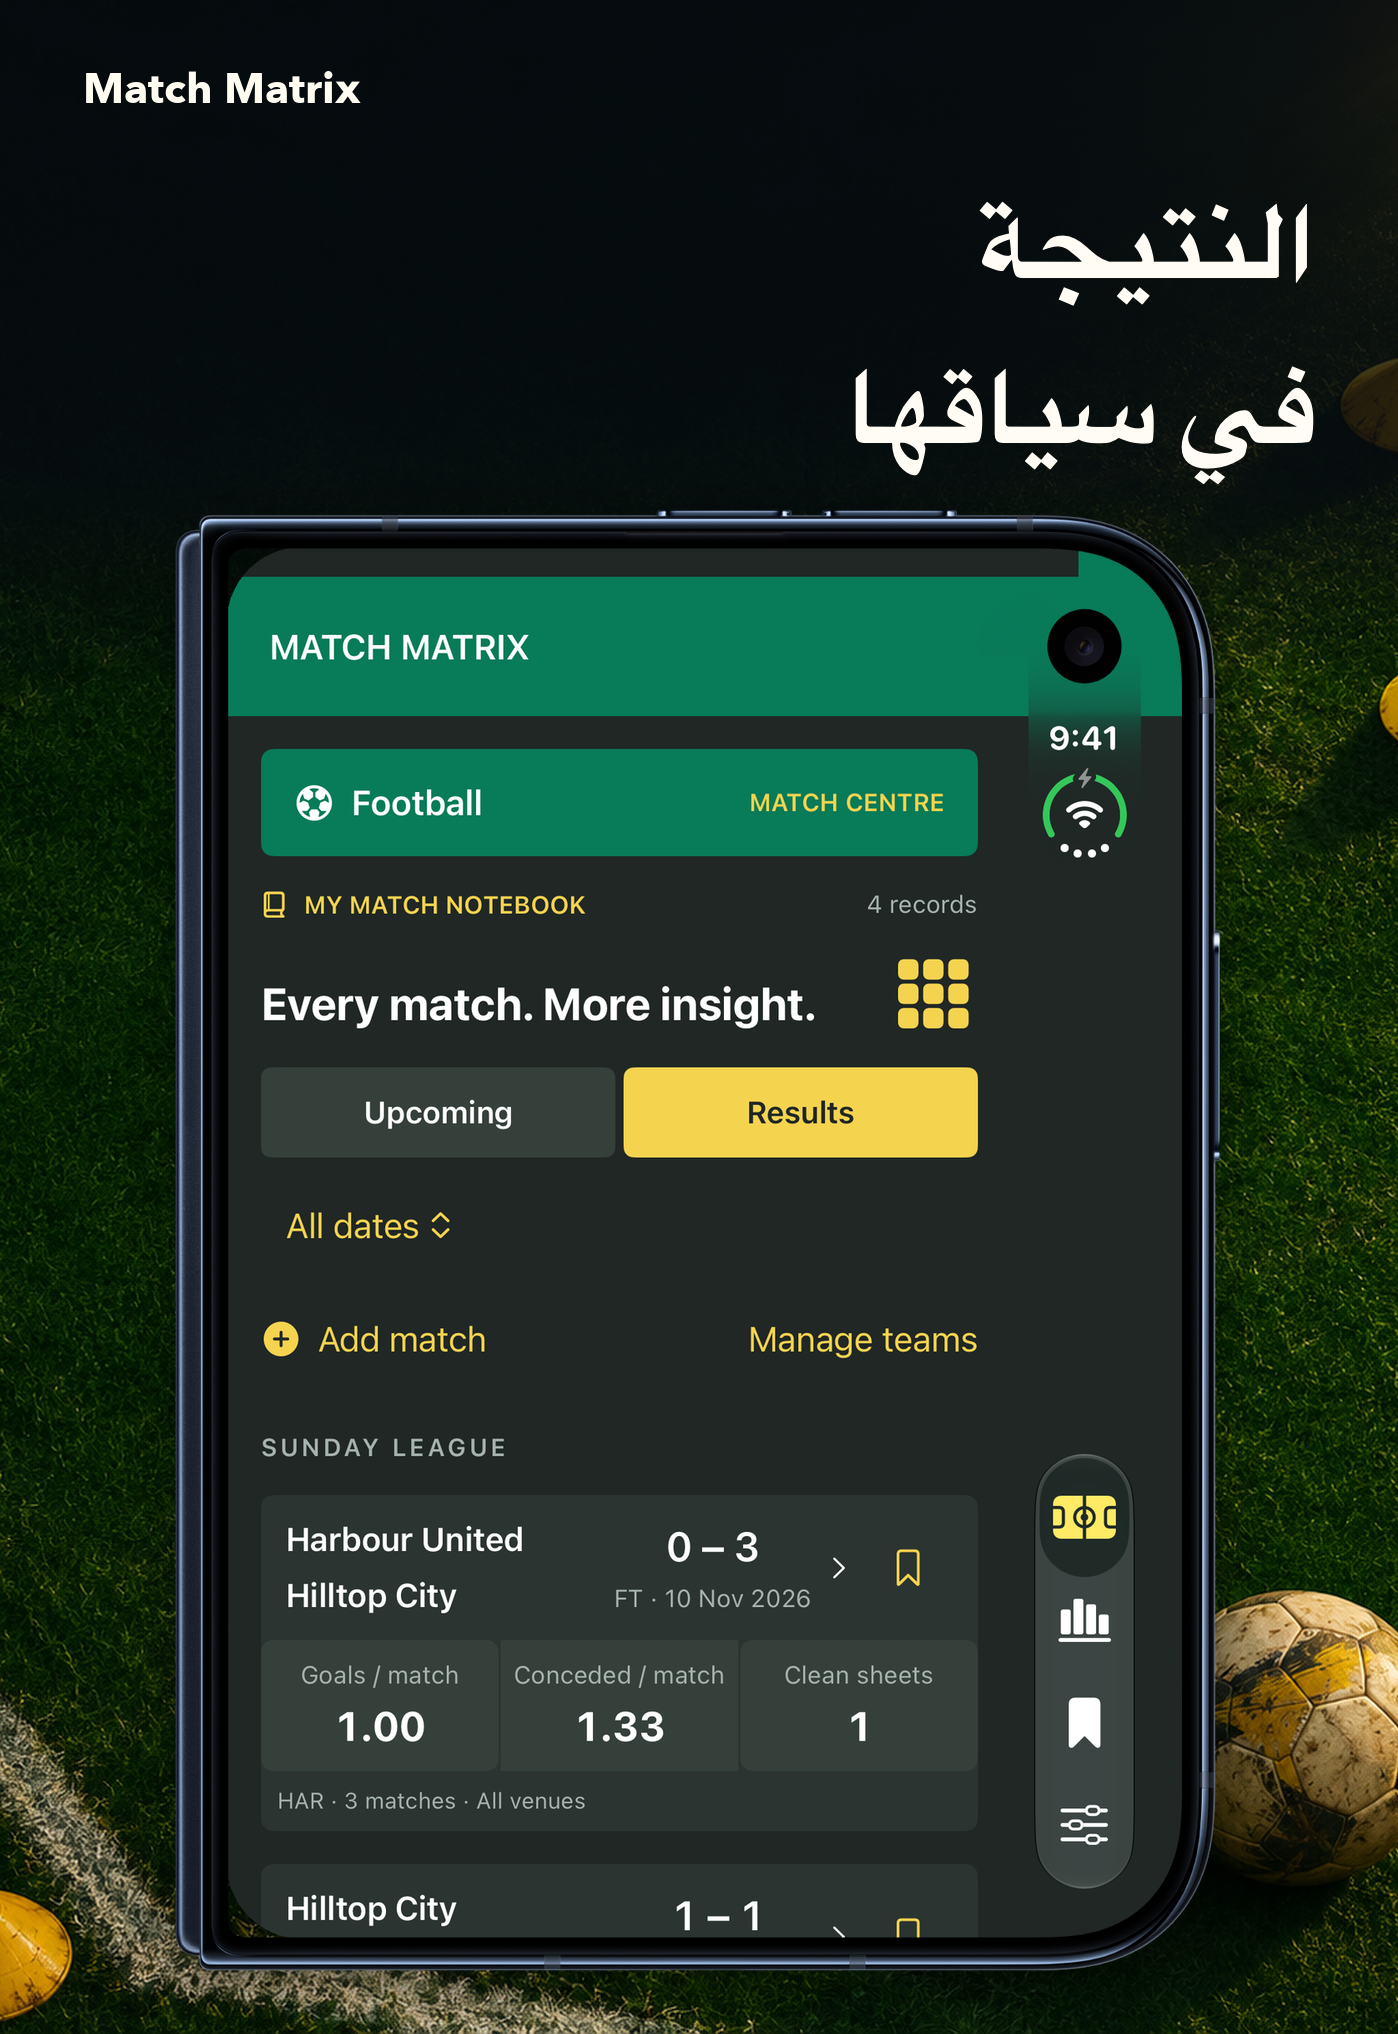 Match Matrix
النتيجة
في سياقها
MATCH MATRIX
9:41
Football
MATCH CENTRE
MY MATCH NOTEBOOK
4 records
Every match. More insight.
Upcoming
Results
All dates
Add match
Manage teams
SUNDAY LEAGUE
Harbour United
0 – 3
Hilltop City
FT · 10 Nov 2026
Goals / match
Conceded / match
Clean sheets
1.00
1.33
1
HAR · 3 matches · All venues
Hilltop City
1 – 1